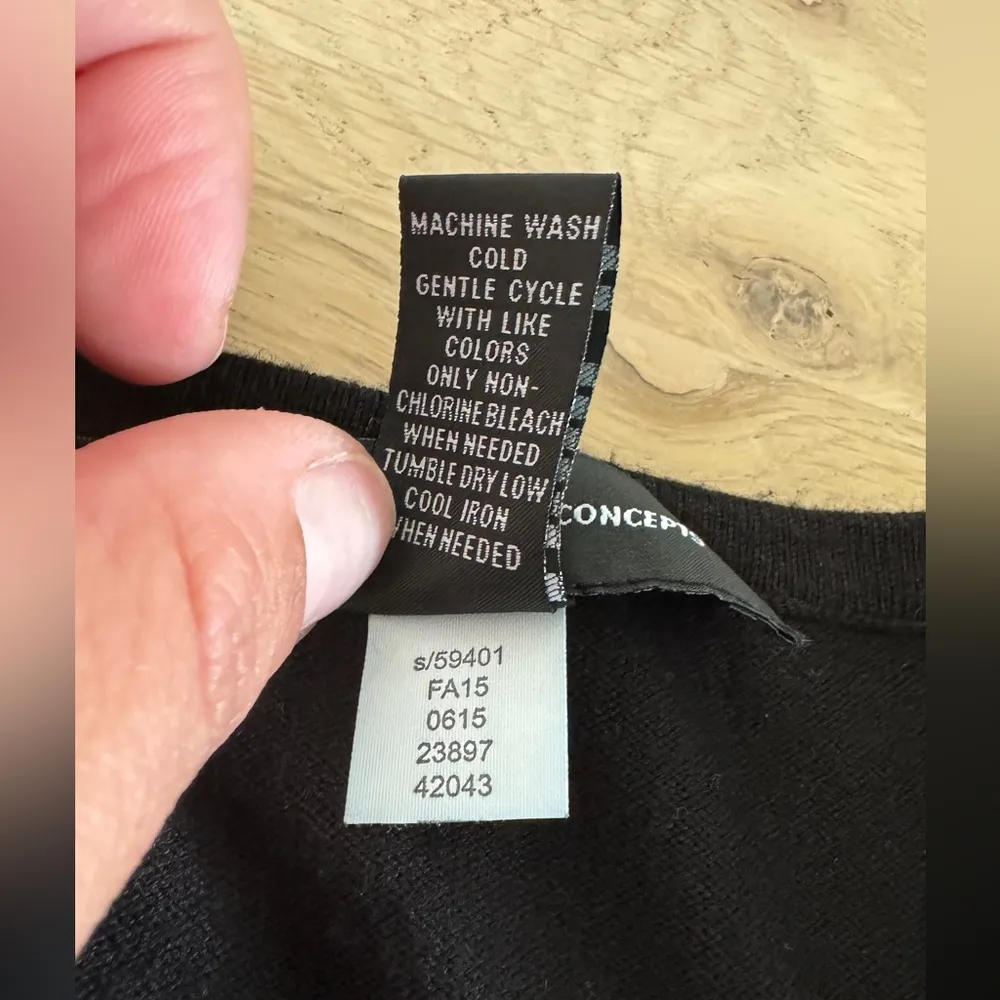 MACHINE WASH
COLD
GENTLE CYCLE
WITH LIKE
COLORS
ONLY NON-
CHLORINE BLEACH
WHEN NEEDED
TUMBLE DRY LOW
COOL IRON
WHEN NEEDED
CONCEPTS
s/59401
FA15
0615
23897
42043